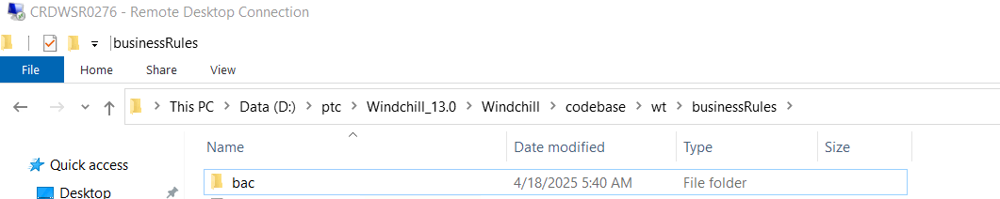 CRDWSR0276 - Remote Desktop Connection
businessRules
File Home Share View
This PC Data (D:) ptc Windchill_13.0 Windchill codebase wt businessRules
Name Date modified Type Size
Quick access
bac 4/18/2025 5:40 AM File folder
Desktop